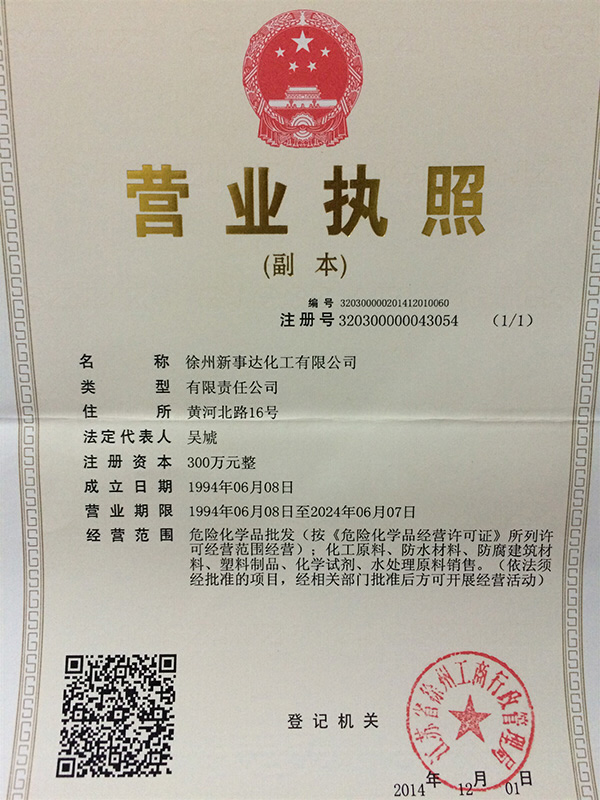 营业执照
(副 本)
编 号 320300000201412010060
注册号 320300000043054 (1/1)
名 称 徐州新事达化工有限公司
类 型 有限责任公司
住 所 黄河北路16号
法定代表人 吴虓
注册资本 300万元整
成立日期 1994年06月08日
营业期限 1994年06月08日至2024年06月07日
经营范围 危险化学品批发（按《危险化学品经营许可证》所列许
可经营范围经营）；化工原料、防水材料、防腐建筑材
料、塑料制品、化学试剂、水处理原料销售。（依法须
经批准的项目，经相关部门批准后方可开展经营活动）
登记机关
江苏省徐州工商行政管理局
2014年 12月 01日